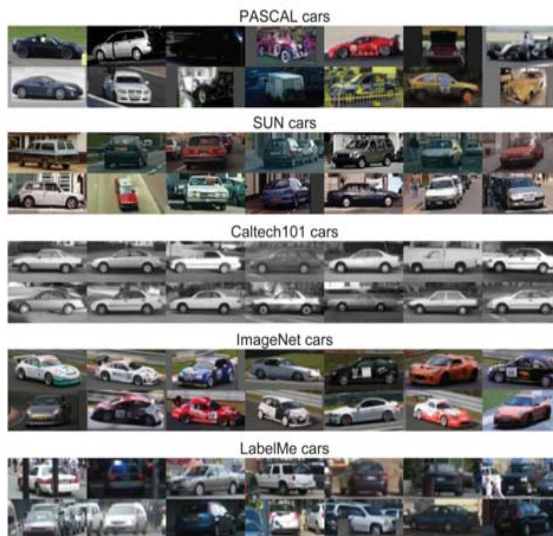 PASCAL cars
SUN cars
Caltech101 cars
ImageNet cars
LabelMe cars